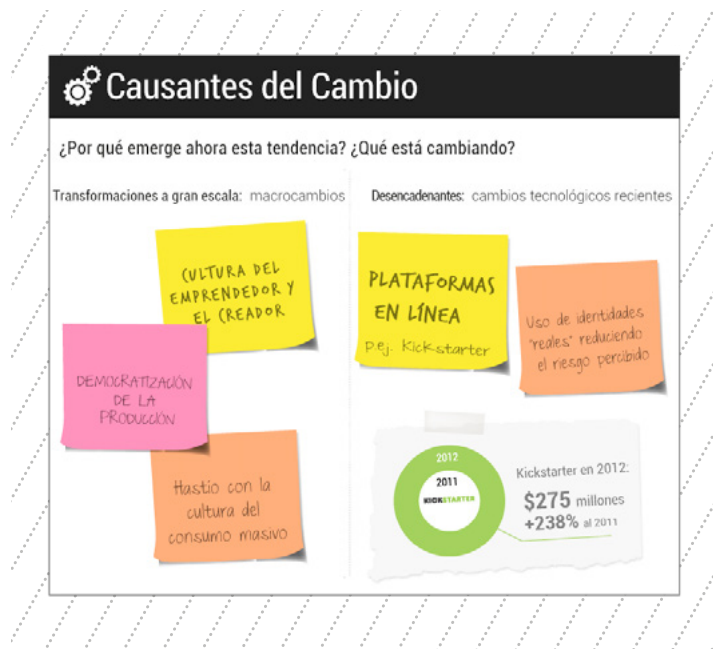 Causantes del Cambio
¿Por qué emerge ahora esta tendencia? ¿Qué está cambiando?
Transformaciones a gran escala: macrocambios
CULTURA DEL
EMPRENDEDOR Y
EL CREADOR
DEMOCRATIZACIÓN
DE LA
PRODUCCIÓN
Hastío con la
cultura del
consumo masivo
Desencadenantes: cambios tecnológicos recientes
PLATAFORMAS
EN LÍNEA
p.ej. Kickstarter
Uso de identidades
"reales" reduciendo
el riesgo percibido
2012
2011
KICKSTARTER
Kickstarter en 2012:
$275 millones
+238% al 2011